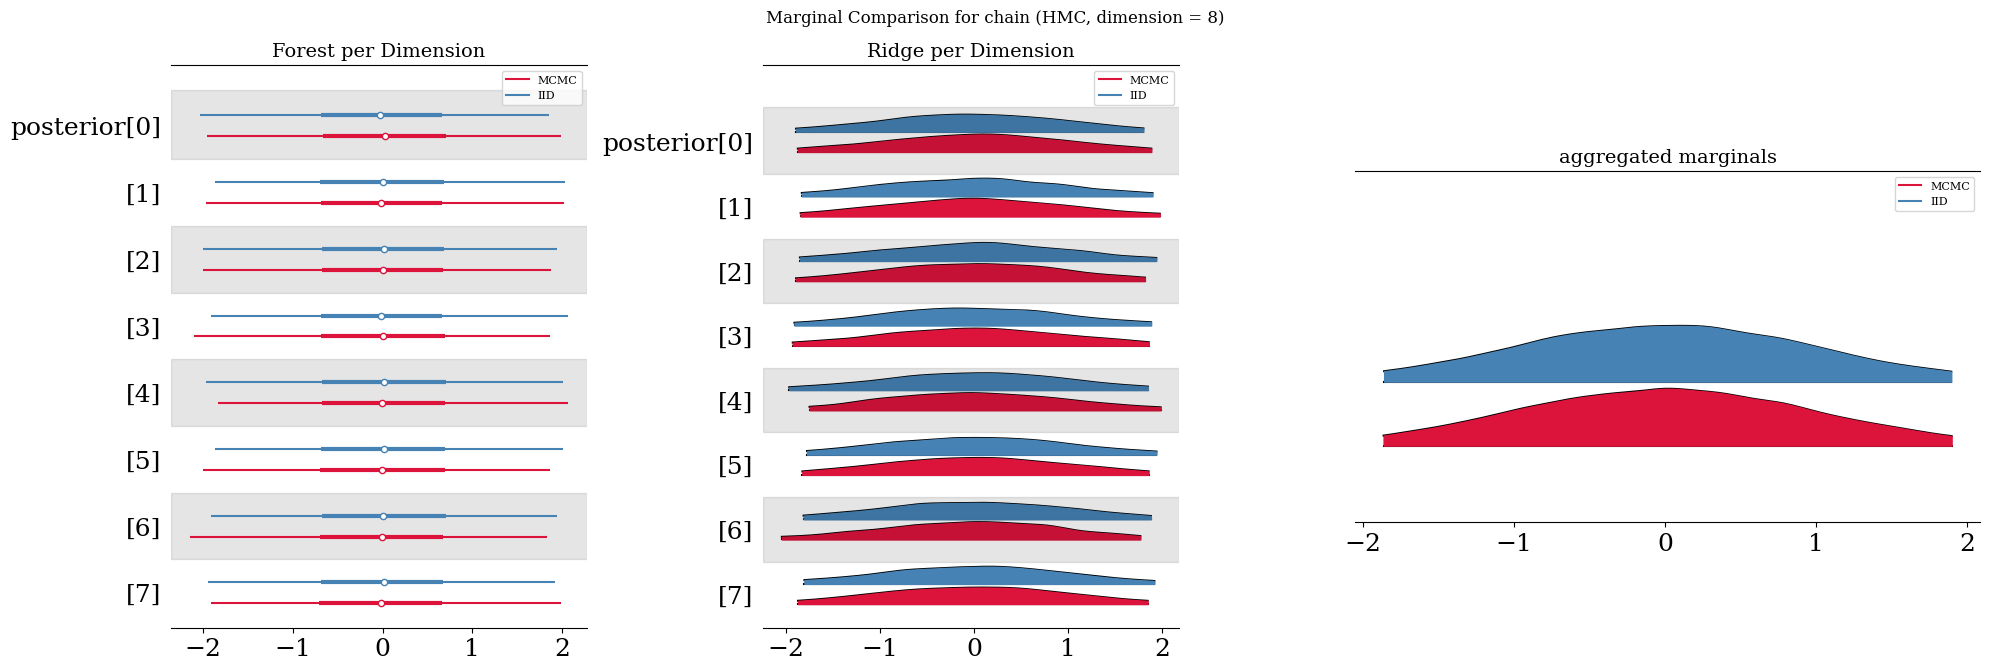 Marginal Comparison for chain (HMC, dimension = 8)
Forest per Dimension
MCMC
IID
posterior[0]
[1]
[2]
[3]
[4]
[5]
[6]
[7]
−2 −1 0 1 2
Ridge per Dimension
MCMC
IID
posterior[0]
[1]
[2]
[3]
[4]
[5]
[6]
[7]
−2 −1 0 1 2
aggregated marginals
MCMC
IID
−2 −1 0 1 2